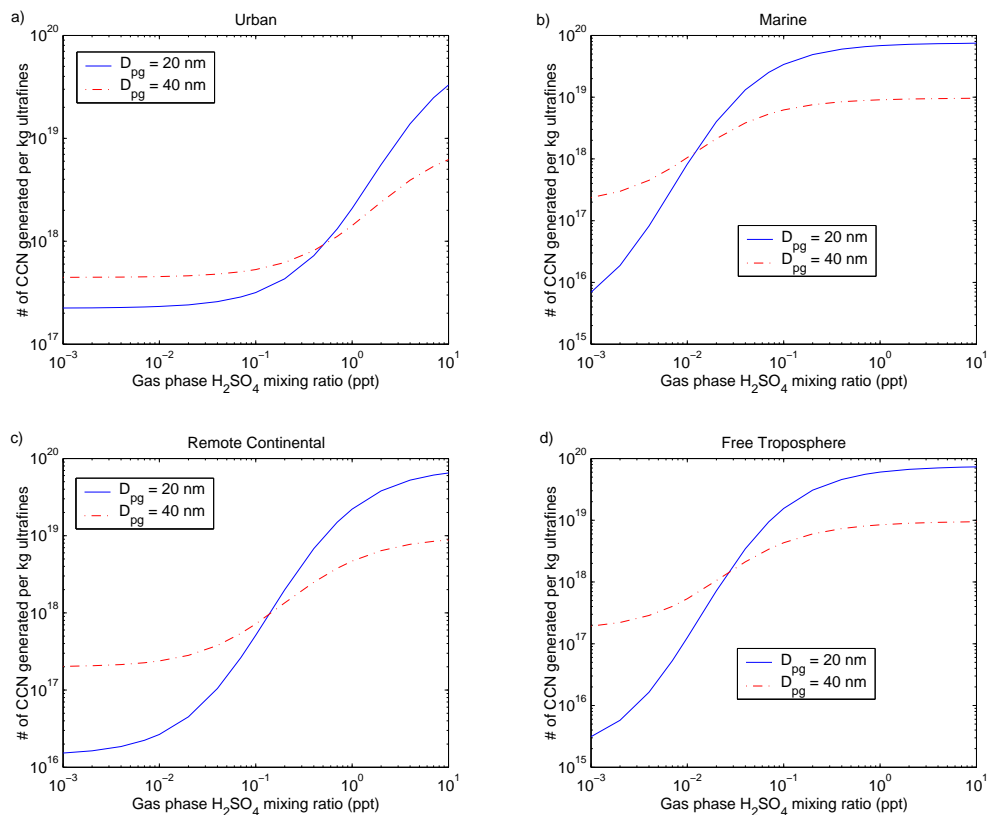 a)
Urban
# of CCN generated per kg ultrafines
10^20
10^19
10^18
10^17
D_pg = 20 nm
D_pg = 40 nm
10^-3 10^-2 10^-1 10^0 10^1
Gas phase H_2SO_4 mixing ratio (ppt)
b)
Marine
# of CCN generated per kg ultrafines
10^20
10^19
10^18
10^17
10^16
10^15
D_pg = 20 nm
D_pg = 40 nm
10^-3 10^-2 10^-1 10^0 10^1
Gas phase H_2SO_4 mixing ratio (ppt)
c)
Remote Continental
# of CCN generated per kg ultrafines
10^20
10^19
10^18
10^17
10^16
D_pg = 20 nm
D_pg = 40 nm
10^-3 10^-2 10^-1 10^0 10^1
Gas phase H_2SO_4 mixing ratio (ppt)
d)
Free Troposphere
# of CCN generated per kg ultrafines
10^20
10^19
10^18
10^17
10^16
10^15
D_pg = 20 nm
D_pg = 40 nm
10^-3 10^-2 10^-1 10^0 10^1
Gas phase H_2SO_4 mixing ratio (ppt)